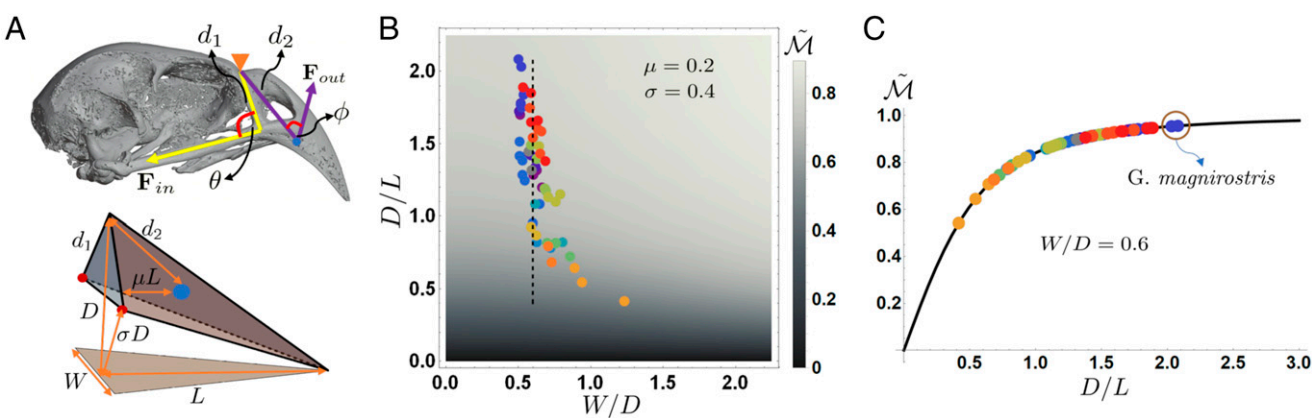 A
d₁
d₂
F_out
ϕ
F_in
θ
d₁
d₂
μL
D
σD
W
L
B
M̃
μ = 0.2
σ = 0.4
2.0
1.5
1.0
0.5
0.0
D/L
0.0 0.5 1.0 1.5 2.0
W/D
0.8
0.6
0.4
0.2
0
C
M̃
1.0
0.8
0.6
0.4
0.2
G. magnirostris
W/D = 0.6
0.5 1.0 1.5 2.0 2.5 3.0
D/L